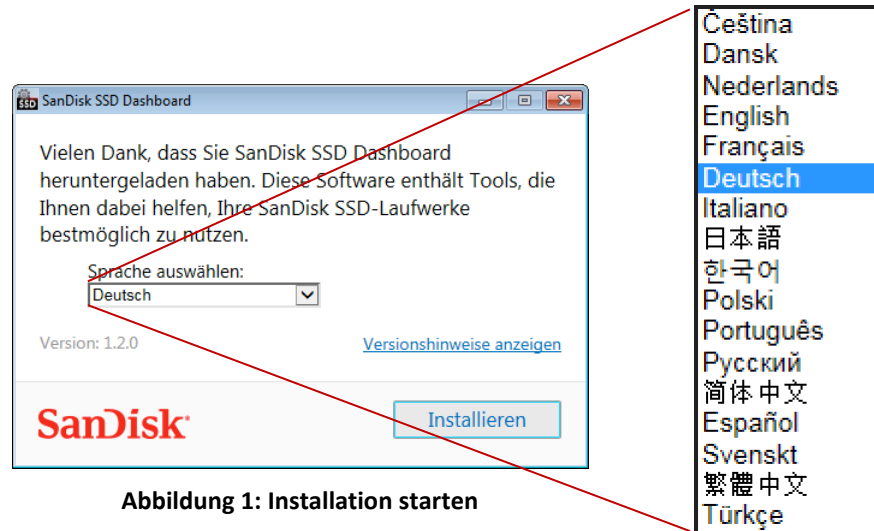 SSD SanDisk SSD Dashboard
Vielen Dank, dass Sie SanDisk SSD Dashboard
heruntergeladen haben. Diese Software enthält Tools, die
Ihnen dabei helfen, Ihre SanDisk SSD-Laufwerke
bestmöglich zu nutzen.
Sprache auswählen:
Deutsch
Version: 1.2.0 Versionshinweise anzeigen
SanDisk Installieren
Abbildung 1: Installation starten
Čeština
Dansk
Nederlands
English
Français
Deutsch
Italiano
日本語
한국어
Polski
Português
Русский
简体中文
Español
Svenskt
繁體中文
Türkçe